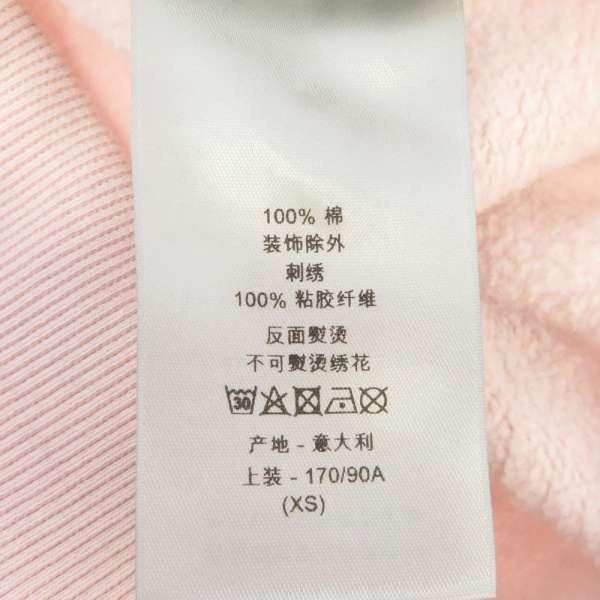 100% 棉
装饰除外
刺绣
100% 粘胶纤维
反面熨烫
不可熨烫绣花
30
产地 - 意大利
上装 - 170/90A
(XS)